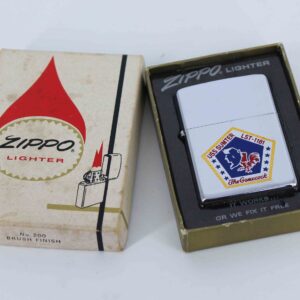 ZIPPO
LIGHTER
No. 200
BRUSH FINISH
ZIPPO LIGHTER
USS SUMTER LST-1181
The Gamecock
IT WORKS
OR WE FIX IT FREE